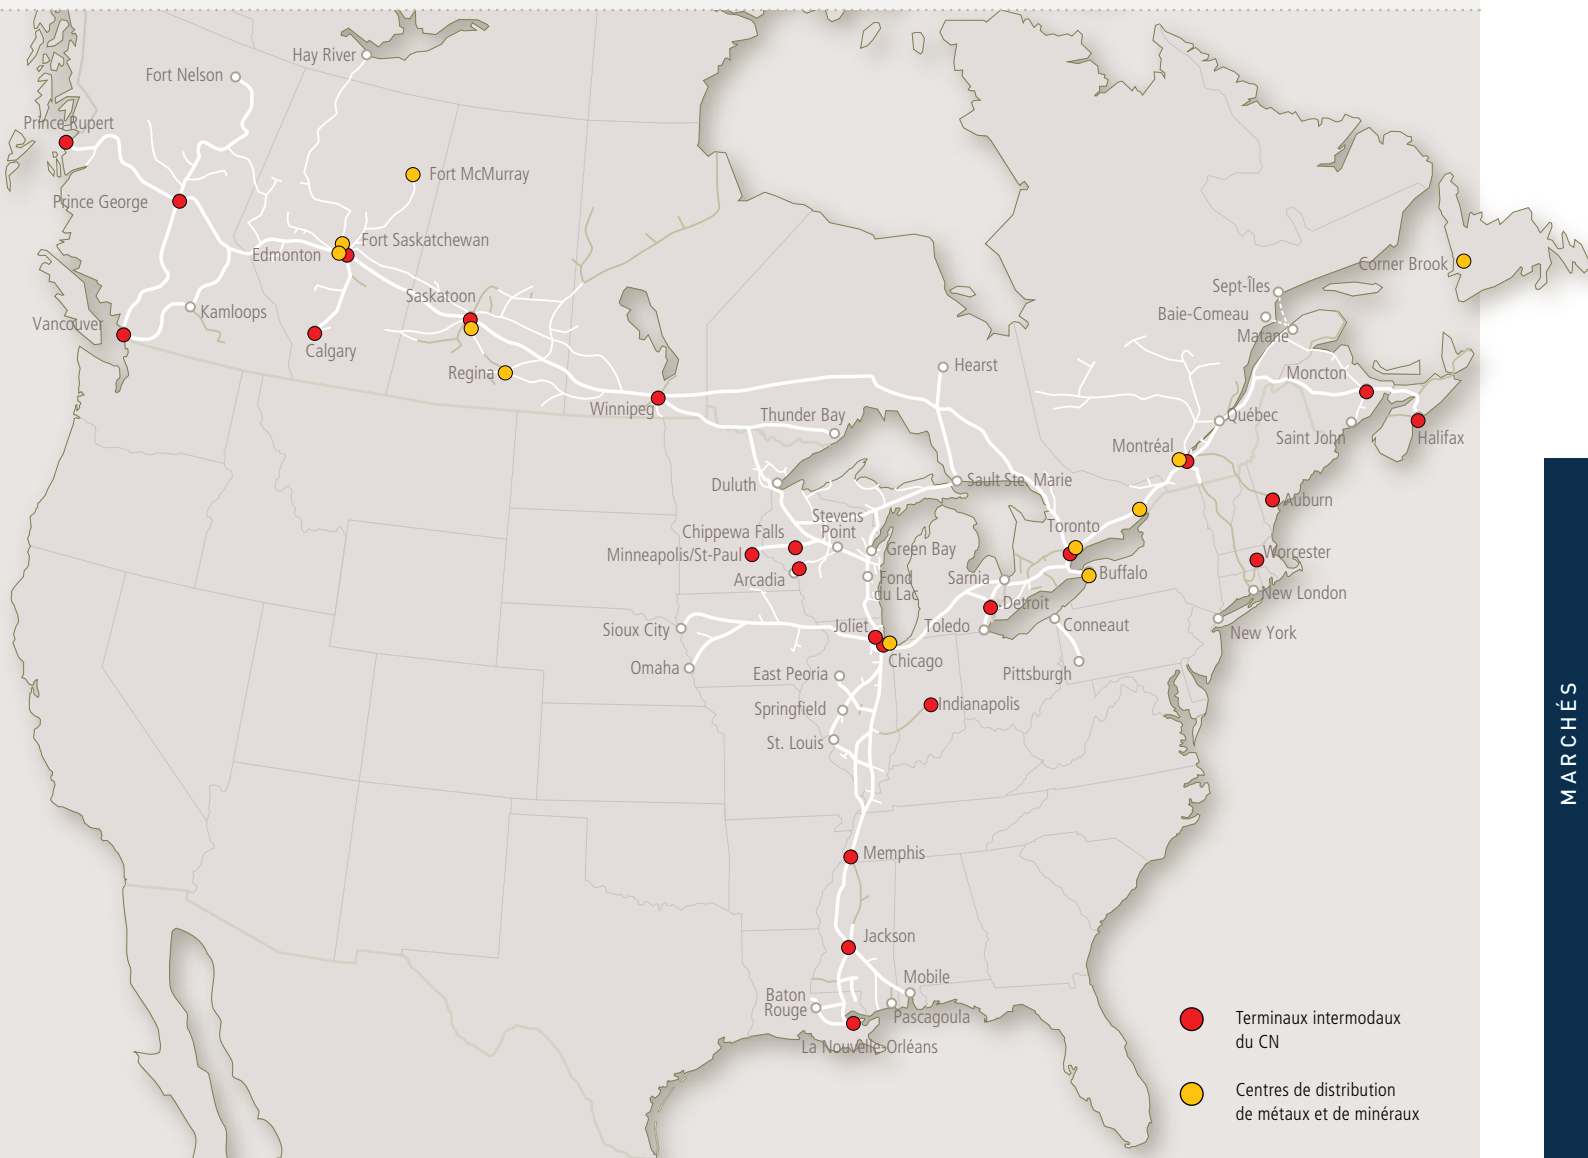 Hay River
Fort Nelson
Prince Rupert
Fort McMurray
Prince George
Fort Saskatchewan
Edmonton
Corner Brook
Sept-Îles
Saskatoon
Kamloops
Baie-Comeau
Vancouver
Matane
Calgary
Hearst
Regina
Moncton
Winnipeg
Thunder Bay
Québec
Saint John
Halifax
Montréal
Duluth
Sault Ste. Marie
Auburn
Stevens
Point
Toronto
Chippewa Falls
Green Bay
Minneapolis/St-Paul
Worcester
Arcadia
Fond
du Lac
Sarnia
Buffalo
New London
Detroit
Sioux City
Joliet
Toledo
Conneaut
New York
Chicago
Omaha
East Peoria
Pittsburgh
Springfield
Indianapolis
St. Louis
MARCHÉS
Memphis
Jackson
Mobile
Baton
Rouge
Pascagoula
La Nouvelle-Orléans
Terminaux intermodaux
du CN
Centres de distribution
de métaux et de minéraux